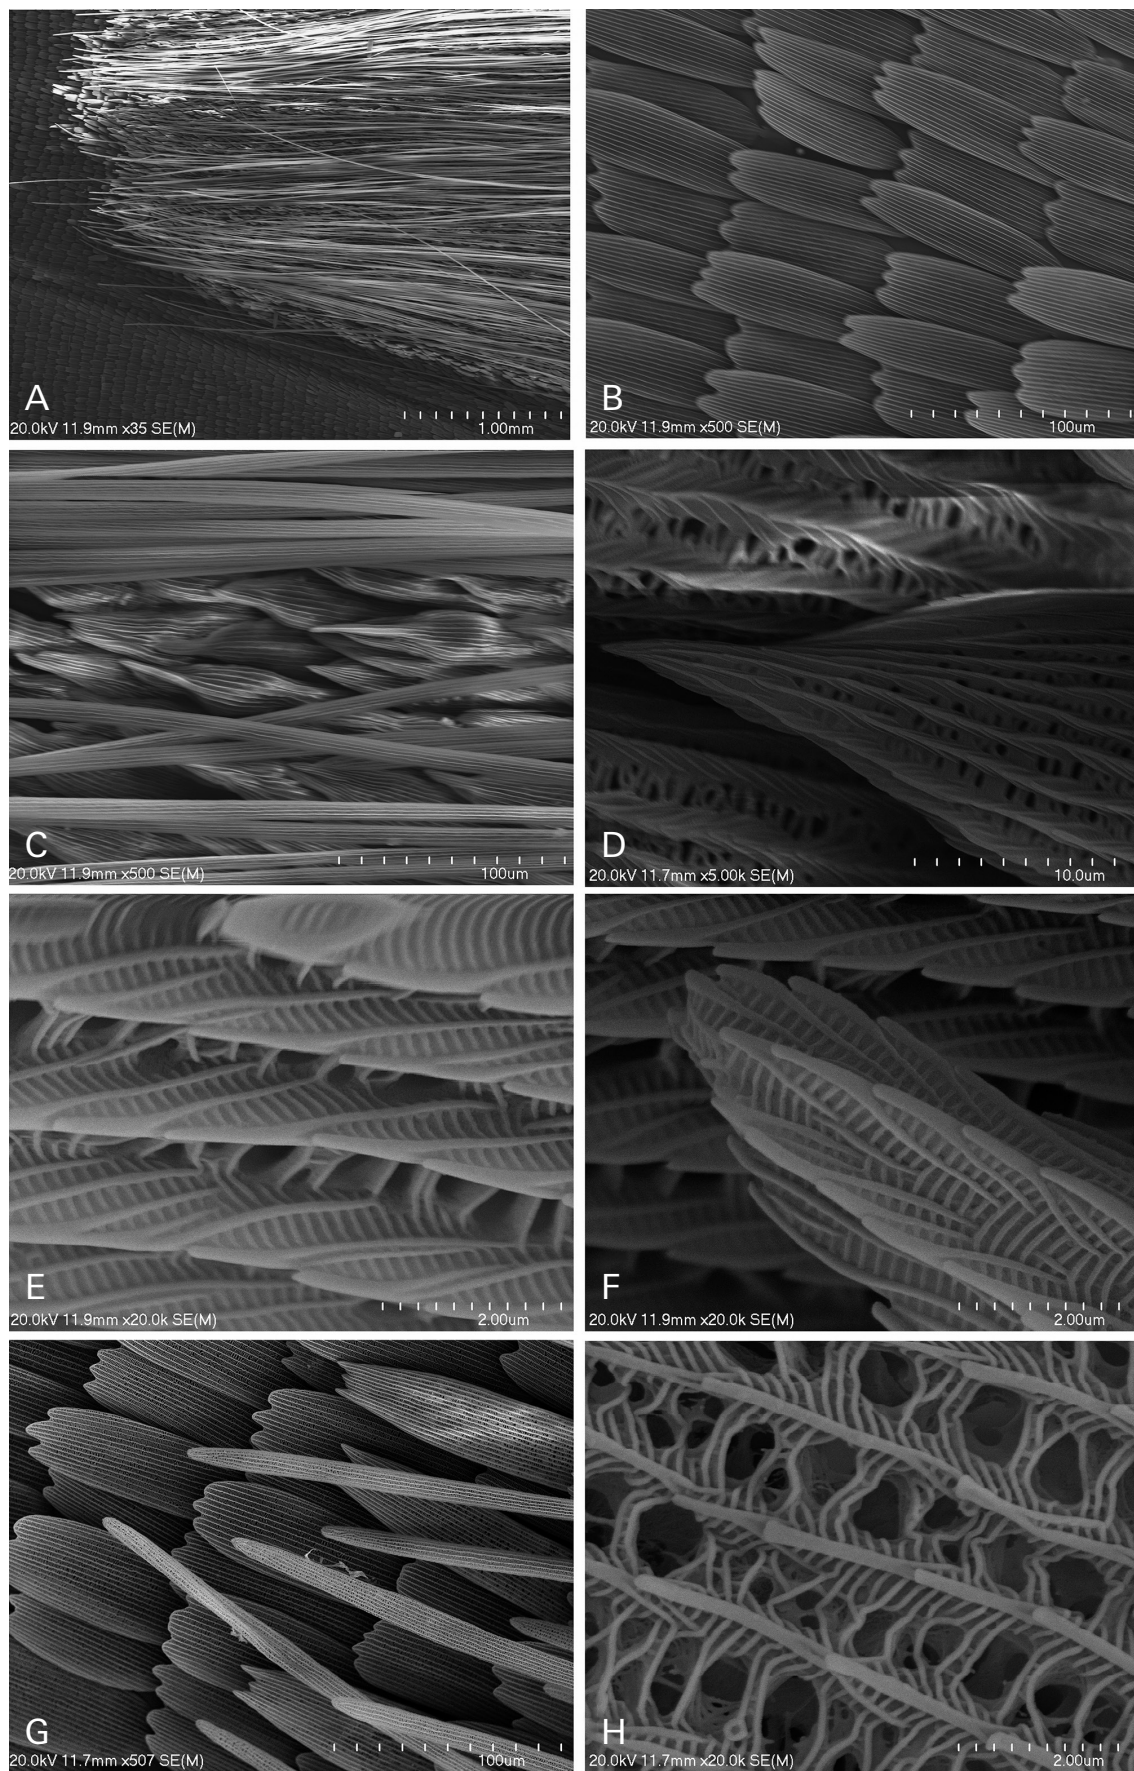 A
20.0kV 11.9mm x35 SE(M) 1.00mm
B
20.0kV 11.9mm x500 SE(M) 100um
C
20.0kV 11.9mm x500 SE(M) 100um
D
20.0kV 11.7mm x5.00k SE(M) 10.0um
E
20.0kV 11.9mm x20.0k SE(M) 2.00um
F
20.0kV 11.9mm x20.0k SE(M) 2.00um
G
20.0kV 11.7mm x507 SE(M) 100um
H
20.0kV 11.7mm x20.0k SE(M) 2.00um